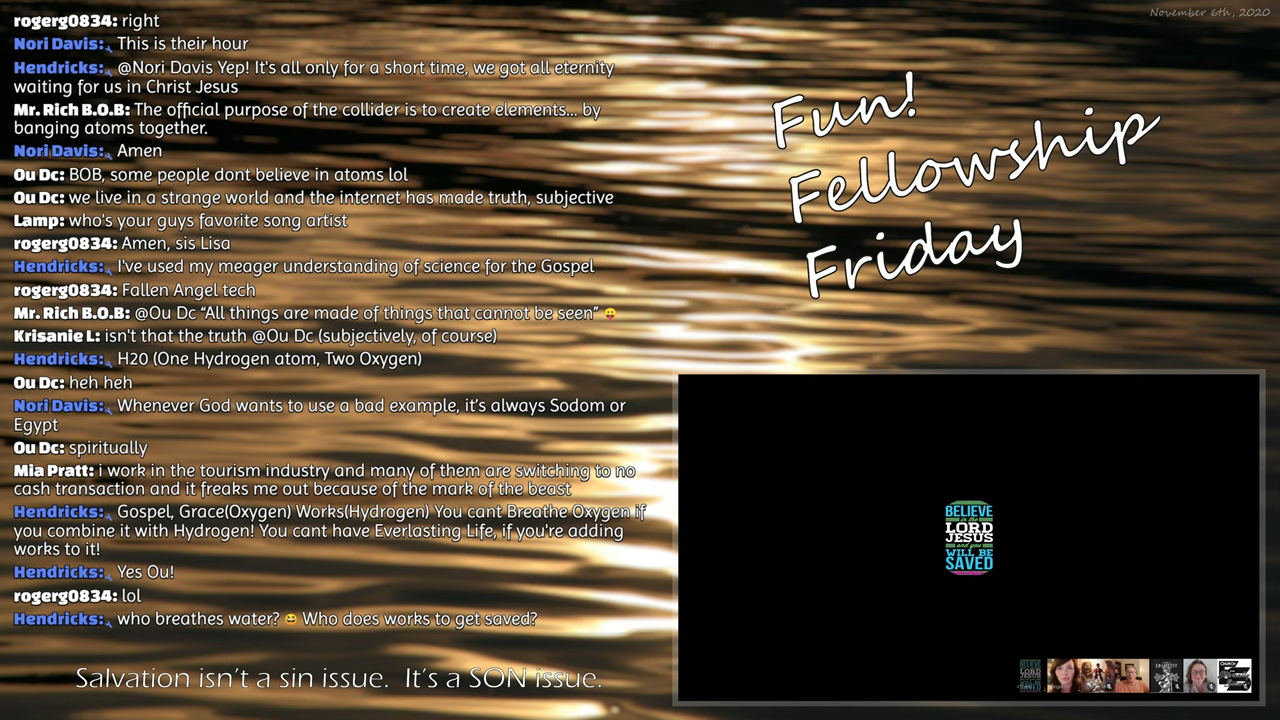 rogerg0834: right
Nori Davis: This is their hour
Hendricks: @Nori Davis Yep! It's all only for a short time, we got all eternity
waiting for us in Christ Jesus
Mr. Rich B.O.B: The official purpose of the collider is to create elements... by
banging atoms together.
Nori Davis: Amen
Ou Dc: BOB, some people dont believe in atoms lol
Ou Dc: we live in a strange world and the internet has made truth, subjective
Lamp: who's your guys favorite song artist
rogerg0834: Amen, sis Lisa
Hendricks: I've used my meager understanding of science for the Gospel
rogerg0834: Fallen Angel tech
Mr. Rich B.O.B: @Ou Dc “All things are made of things that cannot be seen” 😛
Krisanie L: isn't that the truth @Ou Dc (subjectively, of course)
Hendricks: H20 (One Hydrogen atom, Two Oxygen)
Ou Dc: heh heh
Nori Davis: Whenever God wants to use a bad example, it’s always Sodom or
Egypt
Ou Dc: spiritually
Mia Pratt: i work in the tourism industry and many of them are switching to no
cash transaction and it freaks me out because of the mark of the beast
Hendricks: Gospel, Grace(Oxygen) Works(Hydrogen) You cant Breathe Oxygen if
you combine it with Hydrogen! You cant have Everlasting Life, if you're adding
works to it!
Hendricks: Yes Ou!
rogerg0834: lol
Hendricks: who breathes water? 😆 Who does works to get saved?
Salvation isn't a sin issue. It's a SON issue.
November 6th, 2020
Fun!
Fellowship
Friday
BELIEVE
in the
LORD
JESUS
and you
WILL BE
SAVED
BELIEVE
LORD
JESUS